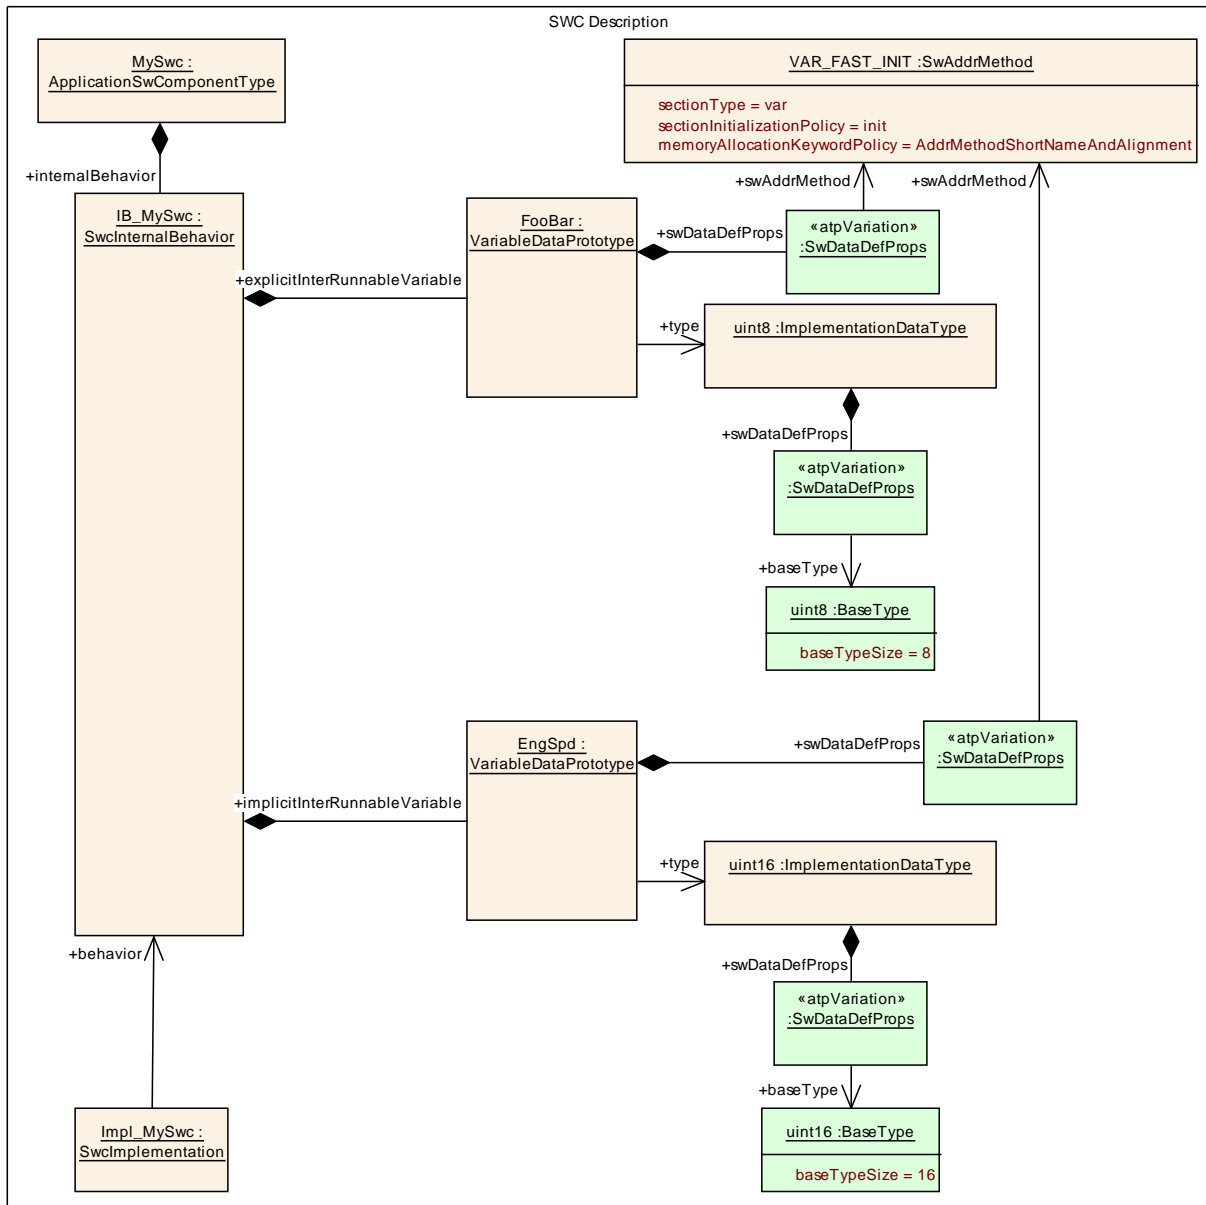 SWC Description
MySwc :
ApplicationSwComponentType
VAR_FAST_INIT :SwAddrMethod
sectionType = var
sectionInitializationPolicy = init
memoryAllocationKeywordPolicy = AddrMethodShortNameAndAlignment
+internalBehavior
+swAddrMethod
+swAddrMethod
IB_MySwc :
SwcInternalBehavior
FooBar :
VariableDataPrototype
+swDataDefProps
«atpVariation»
:SwDataDefProps
+explicitInterRunnableVariable
+type
uint8 :ImplementationDataType
+swDataDefProps
«atpVariation»
:SwDataDefProps
+baseType
uint8 :BaseType
baseTypeSize = 8
EngSpd :
VariableDataPrototype
+swDataDefProps
«atpVariation»
:SwDataDefProps
+implicitInterRunnableVariable
+type
uint16 :ImplementationDataType
+behavior
+swDataDefProps
«atpVariation»
:SwDataDefProps
+baseType
Impl_MySwc :
SwcImplementation
uint16 :BaseType
baseTypeSize = 16